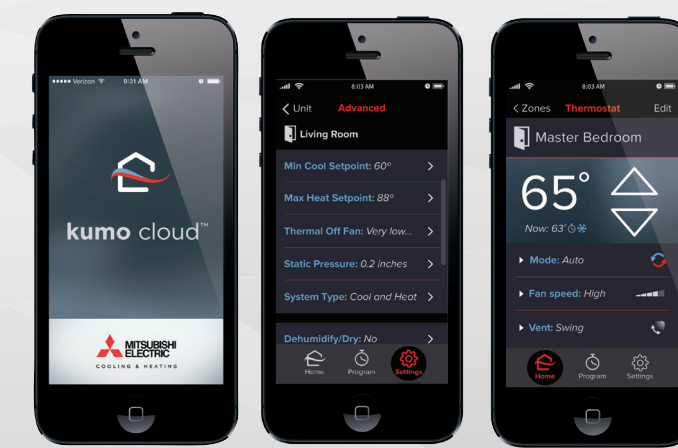 Verizon
9:31 AM
kumo cloud™
MITSUBISHI
ELECTRIC
COOLING & HEATING
8:03 AM
Unit
Advanced
Living Room
Min Cool Setpoint: 60°
Max Heat Setpoint: 88°
Thermal Off Fan: Very low...
Static Pressure: 0.2 inches
System Type: Cool and Heat
Dehumidify/Dry: No
Home
Program
Settings
8:03 AM
Zones
Thermostat
Edit
Master Bedroom
65°
Now: 63°
Mode: Auto
Fan speed: High
Vent: Swing
Home
Program
Settings